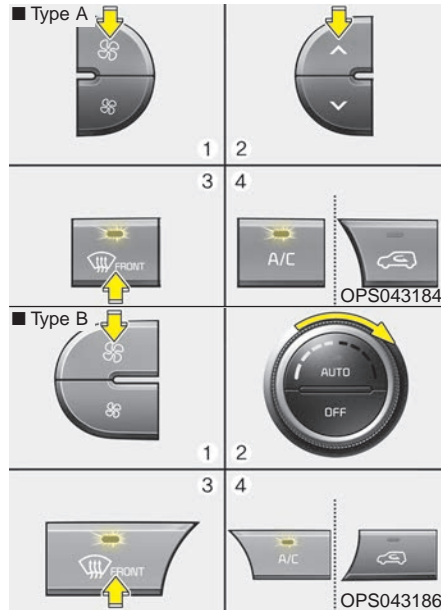 ■ Type A
1 2
3 4
FRONT
A/C
OPS043184
■ Type B
AUTO
OFF
1 2
3 4
FRONT
A/C
OPS043186